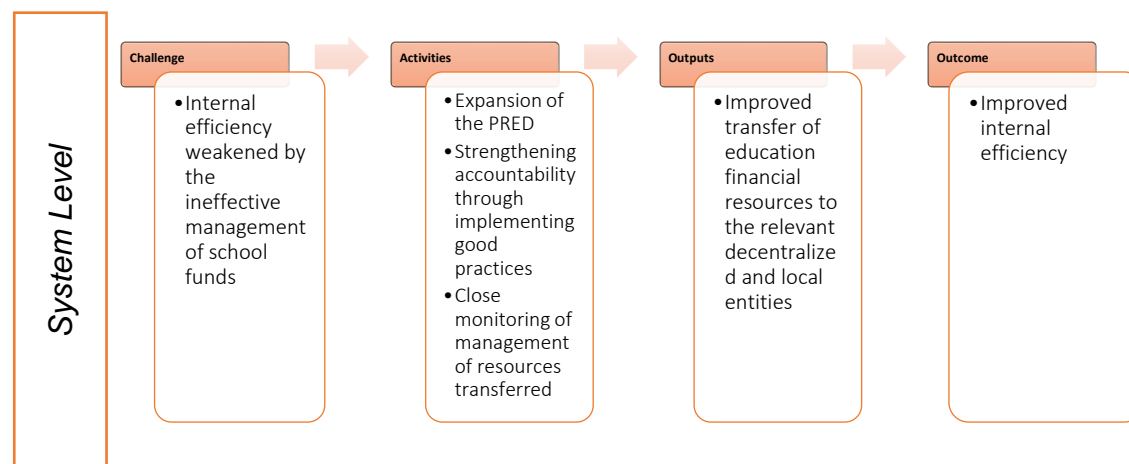 System Level
Challenge
•Internal
efficiency
weakened by
the
ineffective
management
of school
funds
Activities
•Expansion of
the PRED
•Strengthening
accountability
through
implementing
good
practices
•Close
monitoring of
management
of resources
transferred
Outputs
•Improved
transfer of
education
financial
resources to
the relevant
decentralize
d and local
entities
Outcome
•Improved
internal
efficiency